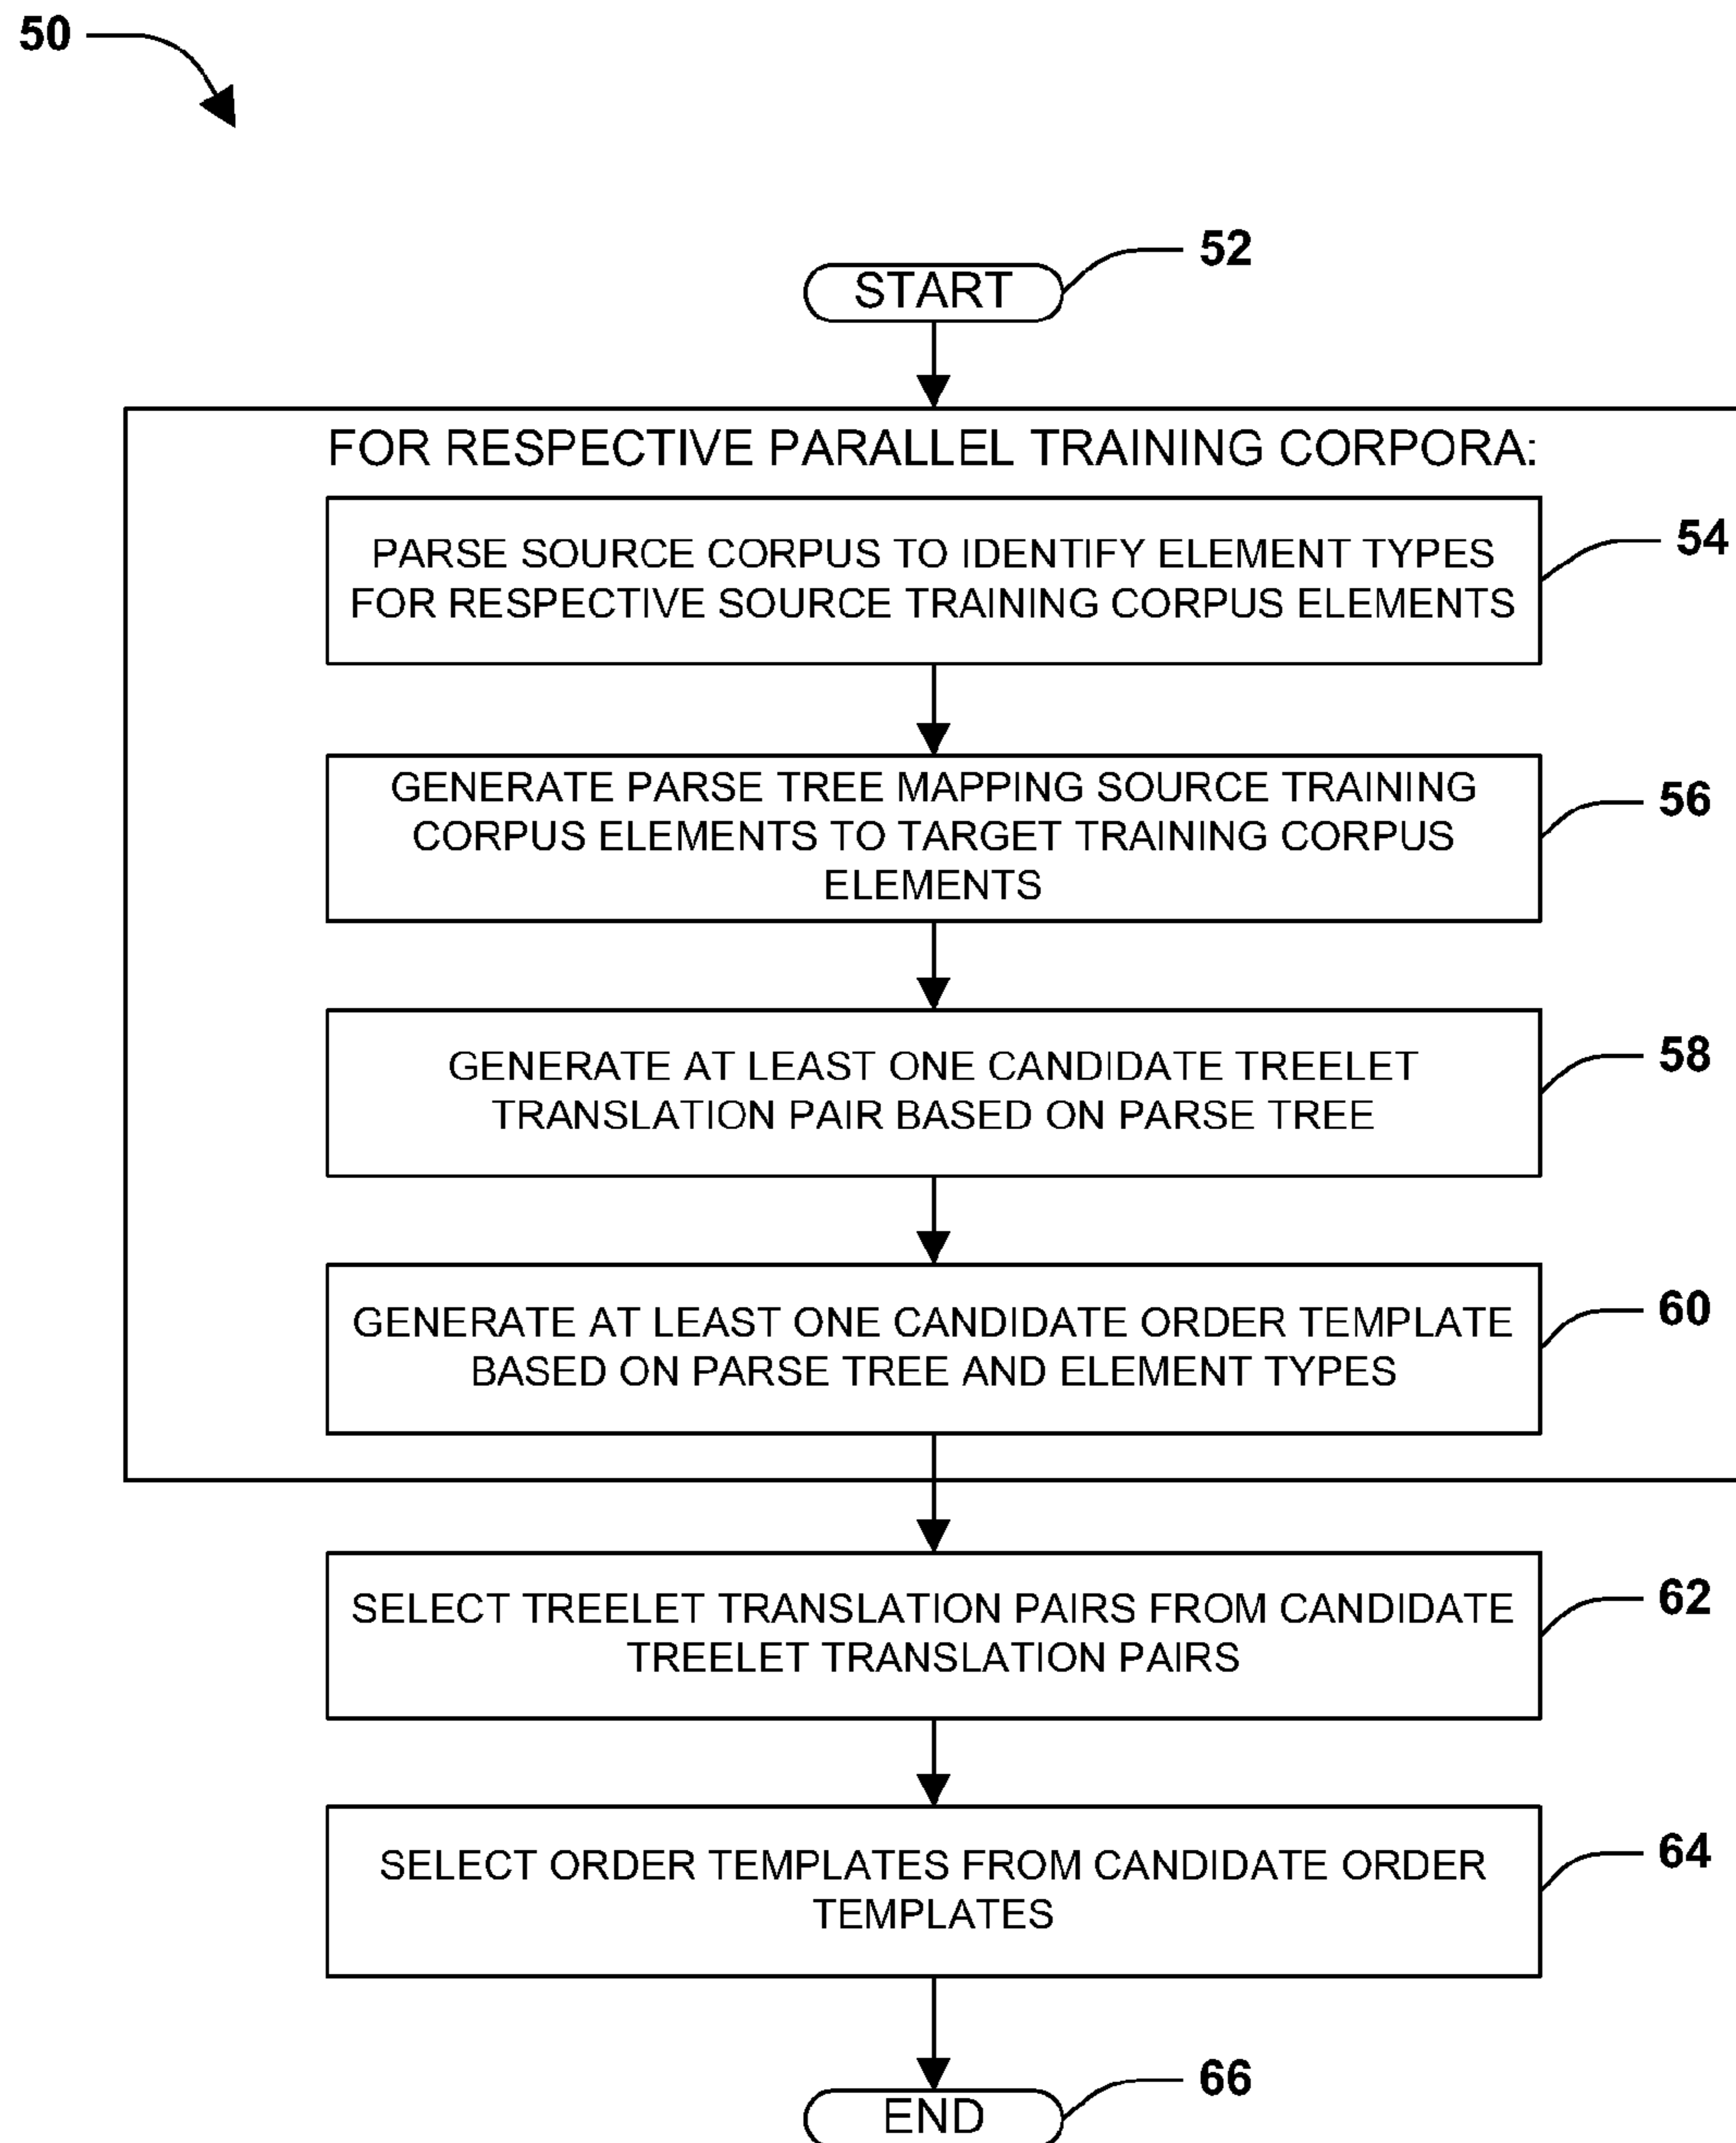 50
52
START
FOR RESPECTIVE PARALLEL TRAINING CORPORA:
54
PARSE SOURCE CORPUS TO IDENTIFY ELEMENT TYPES
FOR RESPECTIVE SOURCE TRAINING CORPUS ELEMENTS
56
GENERATE PARSE TREE MAPPING SOURCE TRAINING
CORPUS ELEMENTS TO TARGET TRAINING CORPUS
ELEMENTS
58
GENERATE AT LEAST ONE CANDIDATE TREELET
TRANSLATION PAIR BASED ON PARSE TREE
60
GENERATE AT LEAST ONE CANDIDATE ORDER TEMPLATE
BASED ON PARSE TREE AND ELEMENT TYPES
62
SELECT TREELET TRANSLATION PAIRS FROM CANDIDATE
TREELET TRANSLATION PAIRS
64
SELECT ORDER TEMPLATES FROM CANDIDATE ORDER
TEMPLATES
66
END